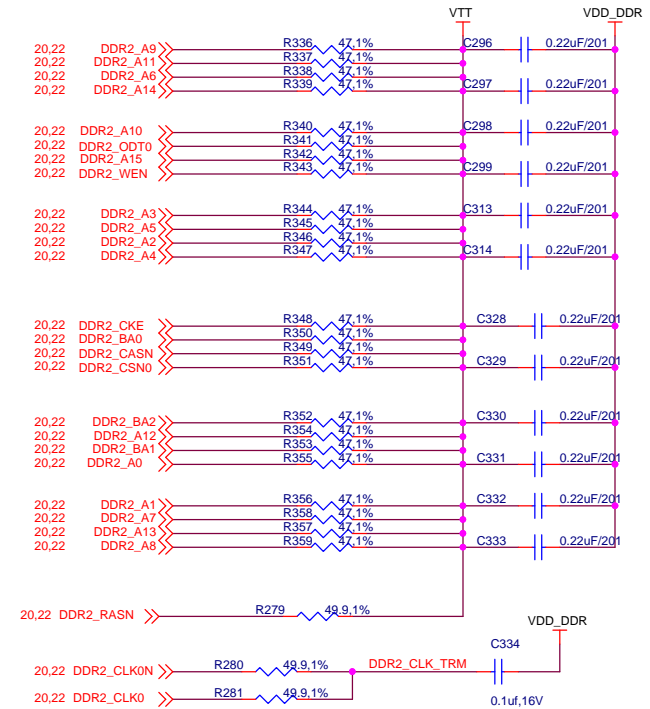 VTT VDD_DDR
20,22 DDR2_A9 R336 47,1% C296 0.22uF/201
20,22 DDR2_A11 R337 47,1%
20,22 DDR2_A6 R338 47,1%
20,22 DDR2_A14 R339 47,1% C297 0.22uF/201
20,22 DDR2_A10 R340 47,1% C298 0.22uF/201
20,22 DDR2_ODT0 R341 47,1%
20,22 DDR2_A15 R342 47,1%
20,22 DDR2_WEN R343 47,1% C299 0.22uF/201
20,22 DDR2_A3 R344 47,1% C313 0.22uF/201
20,22 DDR2_A5 R345 47,1%
20,22 DDR2_A2 R346 47,1%
20,22 DDR2_A4 R347 47,1% C314 0.22uF/201
20,22 DDR2_CKE R348 47,1% C328 0.22uF/201
20,22 DDR2_BA0 R350 47,1%
20,22 DDR2_CASN R349 47,1%
20,22 DDR2_CSN0 R351 47,1% C329 0.22uF/201
20,22 DDR2_BA2 R352 47,1% C330 0.22uF/201
20,22 DDR2_A12 R354 47,1%
20,22 DDR2_BA1 R353 47,1%
20,22 DDR2_A0 R355 47,1% C331 0.22uF/201
20,22 DDR2_A1 R356 47,1% C332 0.22uF/201
20,22 DDR2_A7 R358 47,1%
20,22 DDR2_A13 R357 47,1%
20,22 DDR2_A8 R359 47,1% C333 0.22uF/201
20,22 DDR2_RASN R279 49.9,1%
VDD_DDR
C334
20,22 DDR2_CLK0N R280 49.9,1% DDR2_CLK_TRM
20,22 DDR2_CLK0 R281 49.9,1% 0.1uf,16V